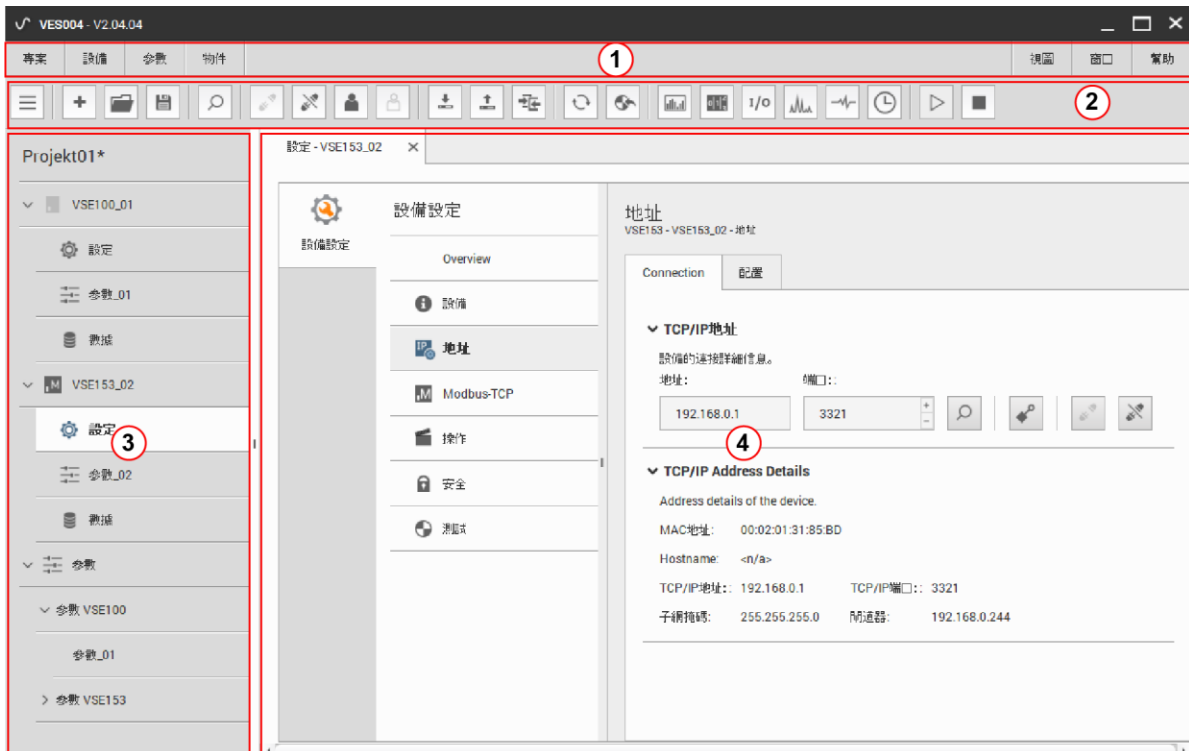 VES004 - V2.04.04
專案 設備 參數 物件 1 視圖 窗口 幫助
I/O 2
Projekt01*
VSE100_01
設定
參數_01
數據
M VSE153_02
設定 3
參數_02
數據
參數
參數 VSE100
參數_01
參數 VSE153
設定 - VSE153_02
設備設定
設備設定
Overview
設備
IP 地址
M Modbus-TCP
操作
安全
測試
地址
VSE153 - VSE153_02 - 地址
Connection 配置
TCP/IP地址
設備的連接詳細信息。
地址: 端口::
192.168.0.1 3321
4
TCP/IP Address Details
Address details of the device.
MAC地址: 00:02:01:31:85:BD
Hostname: <n/a>
TCP/IP地址:: 192.168.0.1 TCP/IP端口:: 3321
子網掩碼: 255.255.255.0 閘道器: 192.168.0.244